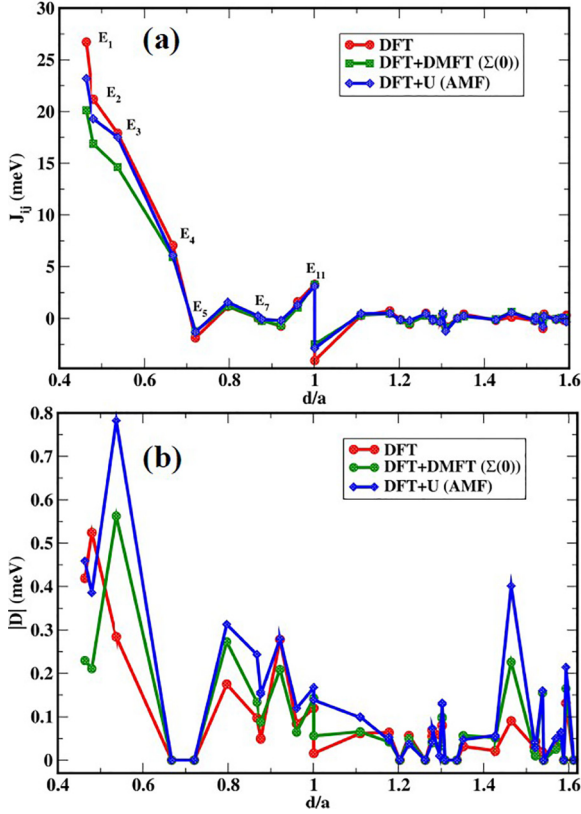 (a)
DFT
DFT+DMFT (Σ(0))
DFT+U (AMF)
E1
E2
E3
E4
E5
E7
E11
30
25
20
15
10
5
0
Jij (meV)
0.4 0.6 0.8 1 1.2 1.4 1.6
d/a
(b)
DFT
DFT+DMFT (Σ(0))
DFT+U (AMF)
0.8
0.7
0.6
0.5
0.4
0.3
0.2
0.1
0
|D| (meV)
0.4 0.6 0.8 1 1.2 1.4 1.6
d/a